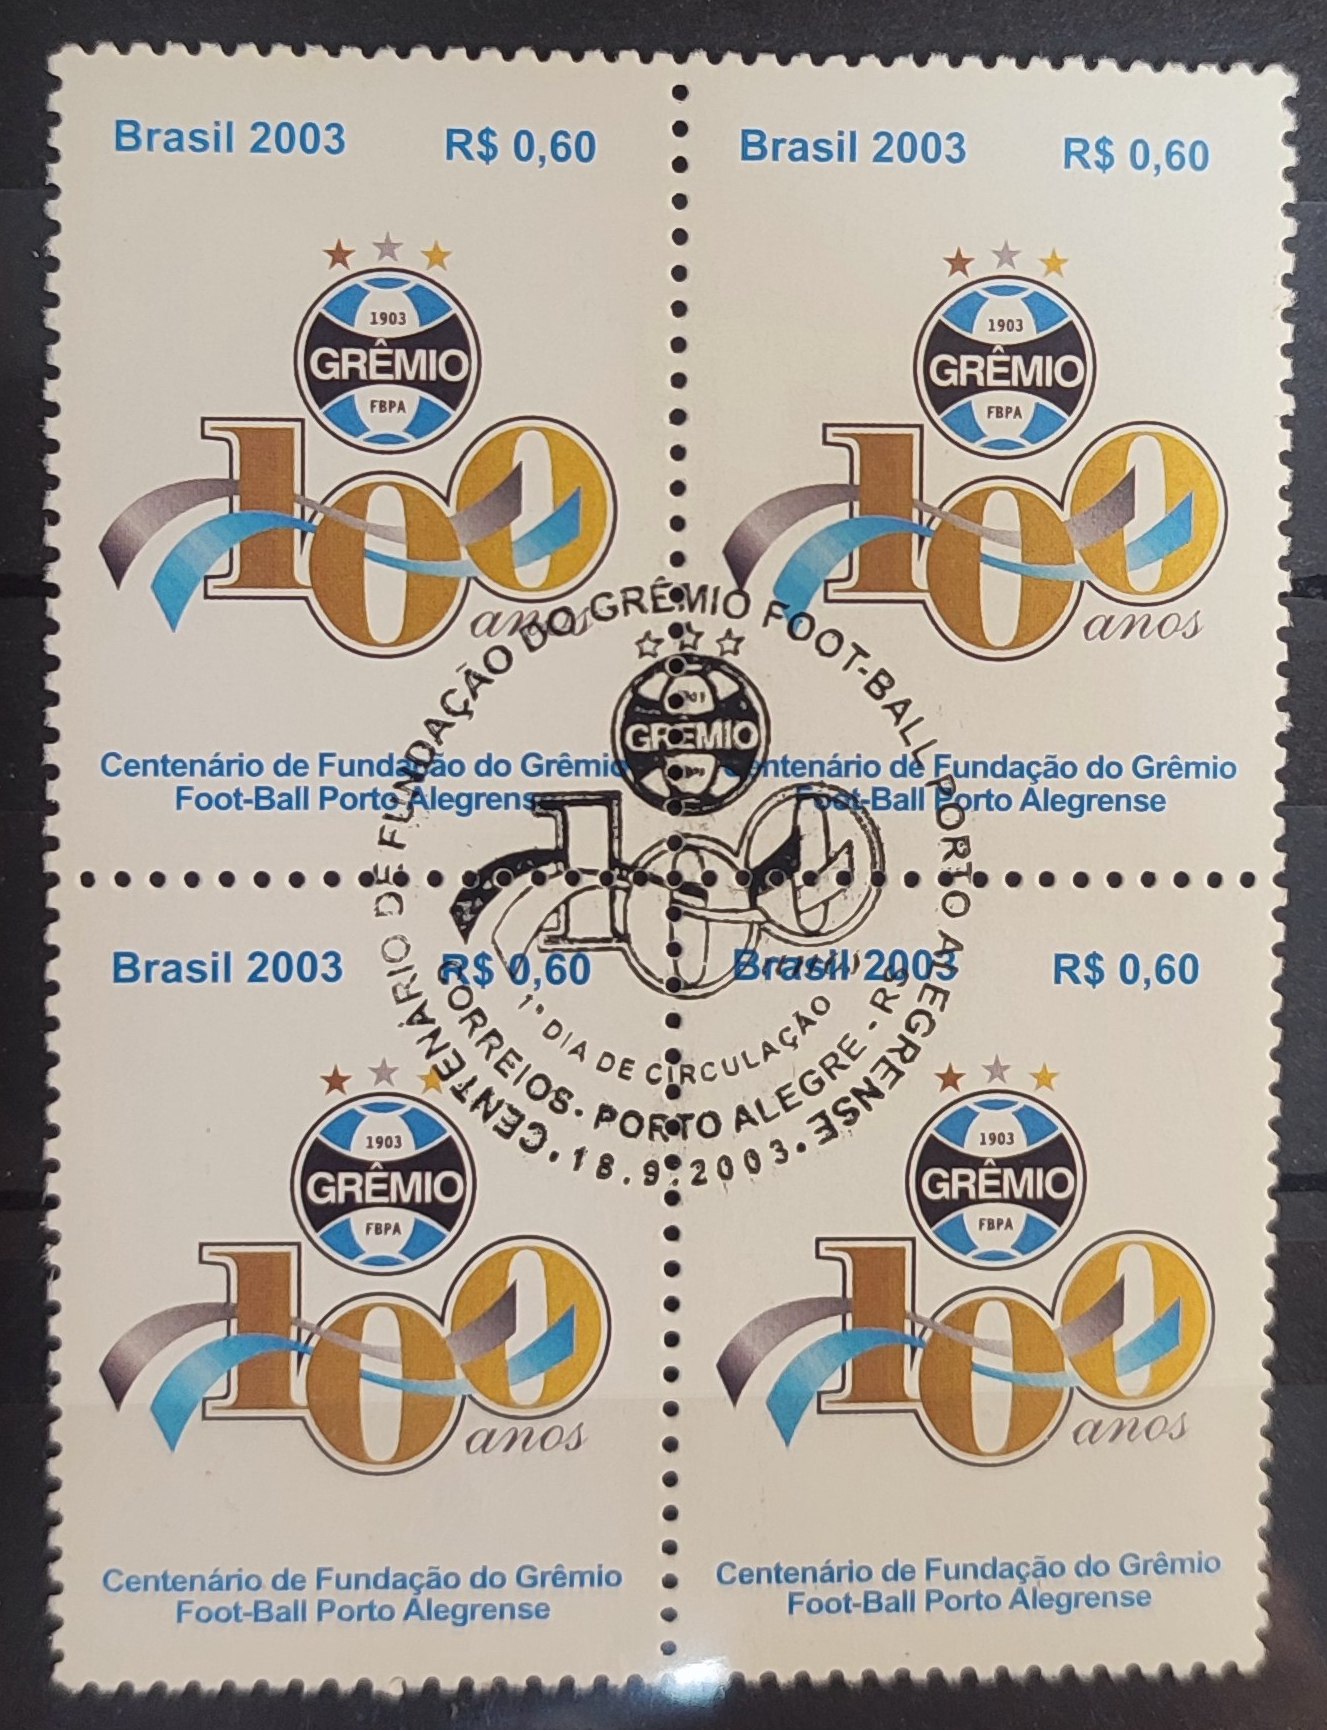 Brasil 2003 R$ 0,60
1903
GRÊMIO
FBPA
100
anos
Centenário de Fundação do Grêmio
Foot-Ball Porto Alegrense
Brasil 2003 R$ 0,60
1903
GRÊMIO
FBPA
100
anos
Centenário de Fundação do Grêmio
Foot-Ball Porto Alegrense
CENTENÁRIO DE FUNDAÇÃO DO GRÊMIO FOOT-BALL PORTO ALEGRENSE
GRÊMIO
100
1º DIA DE CIRCULAÇÃO
CORREIOS - PORTO ALEGRE - RS
18.9.2003
Brasil 2003 R$ 0,60
1903
GRÊMIO
FBPA
100
anos
Centenário de Fundação do Grêmio
Foot-Ball Porto Alegrense
Brasil 2003 R$ 0,60
1903
GRÊMIO
FBPA
100
anos
Centenário de Fundação do Grêmio
Foot-Ball Porto Alegrense